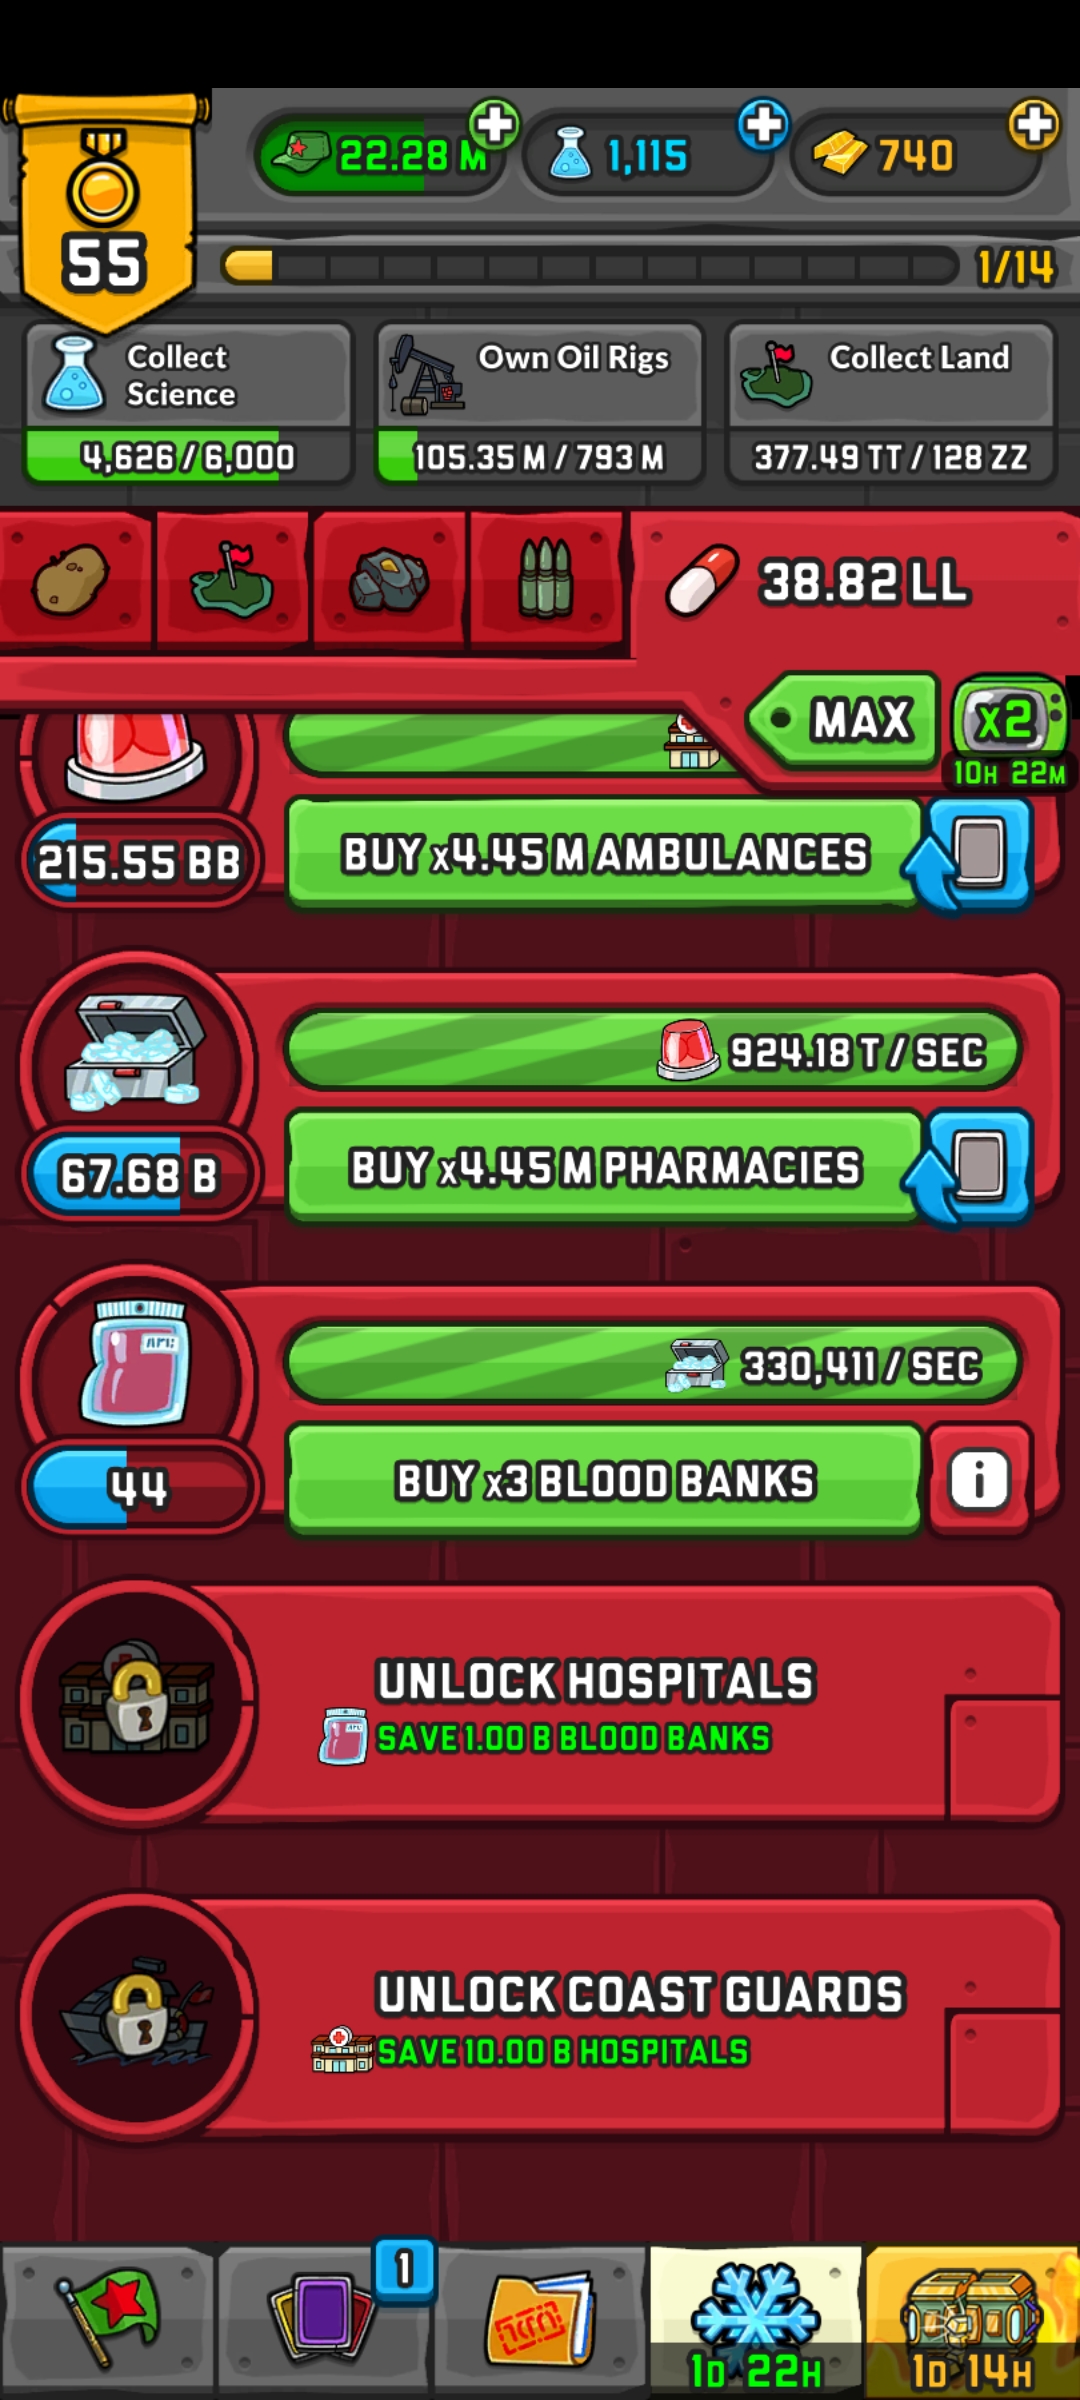 22.28 M
1,115
740
55
1/14
Collect
Science
4,626 / 6,000
Own Oil Rigs
105.35 M / 793 M
Collect Land
377.49 TT / 128 ZZ
38.82 LL
MAX
x2
10H 22M
215.55 BB
BUY x4.45 M AMBULANCES
924.18 T / SEC
67.68 B
BUY x4.45 M PHARMACIES
330,411 / SEC
44
BUY x3 BLOOD BANKS
i
UNLOCK HOSPITALS
SAVE 1.00 B BLOOD BANKS
UNLOCK COAST GUARDS
SAVE 10.00 B HOSPITALS
1
1D 22H
1D 14H